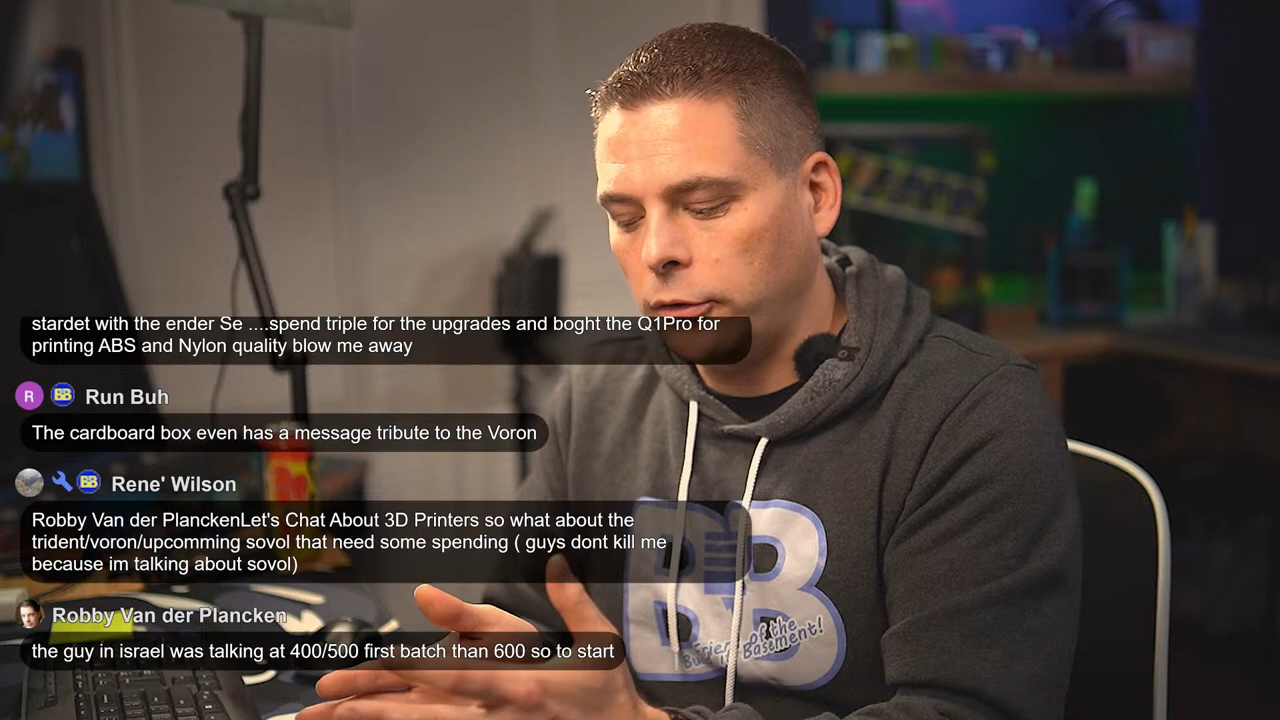 stardet with the ender Se ....spend triple for the upgrades and boght the Q1Pro for
printing ABS and Nylon quality blow me away
R BB Run Buh
The cardboard box even has a message tribute to the Voron
BB Rene' Wilson
Robby Van der PlanckenLet's Chat About 3D Printers so what about the
trident/voron/upcomming sovol that need some spending ( guys dont kill me
because im talking about sovol)
Robby Van der Plancken
the guy in israel was talking at 400/500 first batch than 600 so to start
BB
of the
Basement!